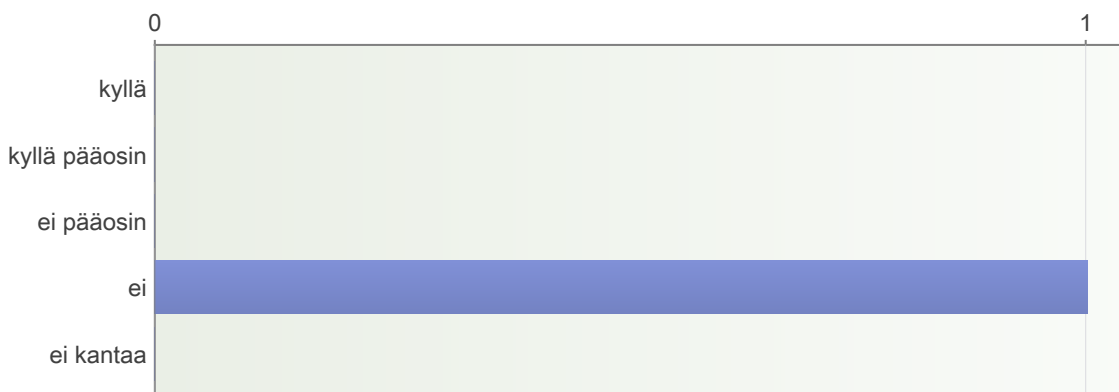 0 1
kyllä
kyllä pääosin
ei pääosin
ei
ei kantaa